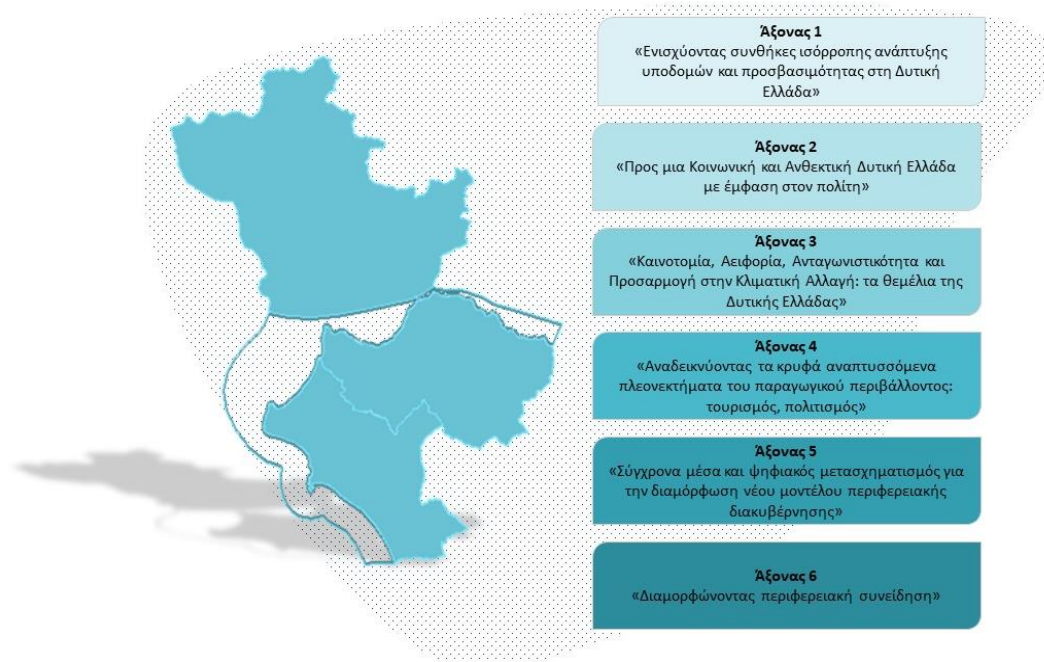 Άξονας 1
«Ενισχύοντας συνθήκες ισόρροπης ανάπτυξης
υποδομών και προσβασιμότητας στη Δυτική
Ελλάδα»
Άξονας 2
«Προς μια Κοινωνική και Ανθεκτική Δυτική Ελλάδα
με έμφαση στον πολίτη»
Άξονας 3
«Καινοτομία, Αειφορία, Ανταγωνιστικότητα και
Προσαρμογή στην Κλιματική Αλλαγή: τα θεμέλια της
Δυτικής Ελλάδας»
Άξονας 4
«Αναδεικνύοντας τα κρυφά αναπτυσσόμενα
πλεονεκτήματα του παραγωγικού περιβάλλοντος:
τουρισμός, πολιτισμός»
Άξονας 5
«Σύγχρονα μέσα και ψηφιακός μετασχηματισμός για
την διαμόρφωση νέου μοντέλου περιφερειακής
διακυβέρνησης»
Άξονας 6
«Διαμορφώνοντας περιφερειακή συνείδηση»